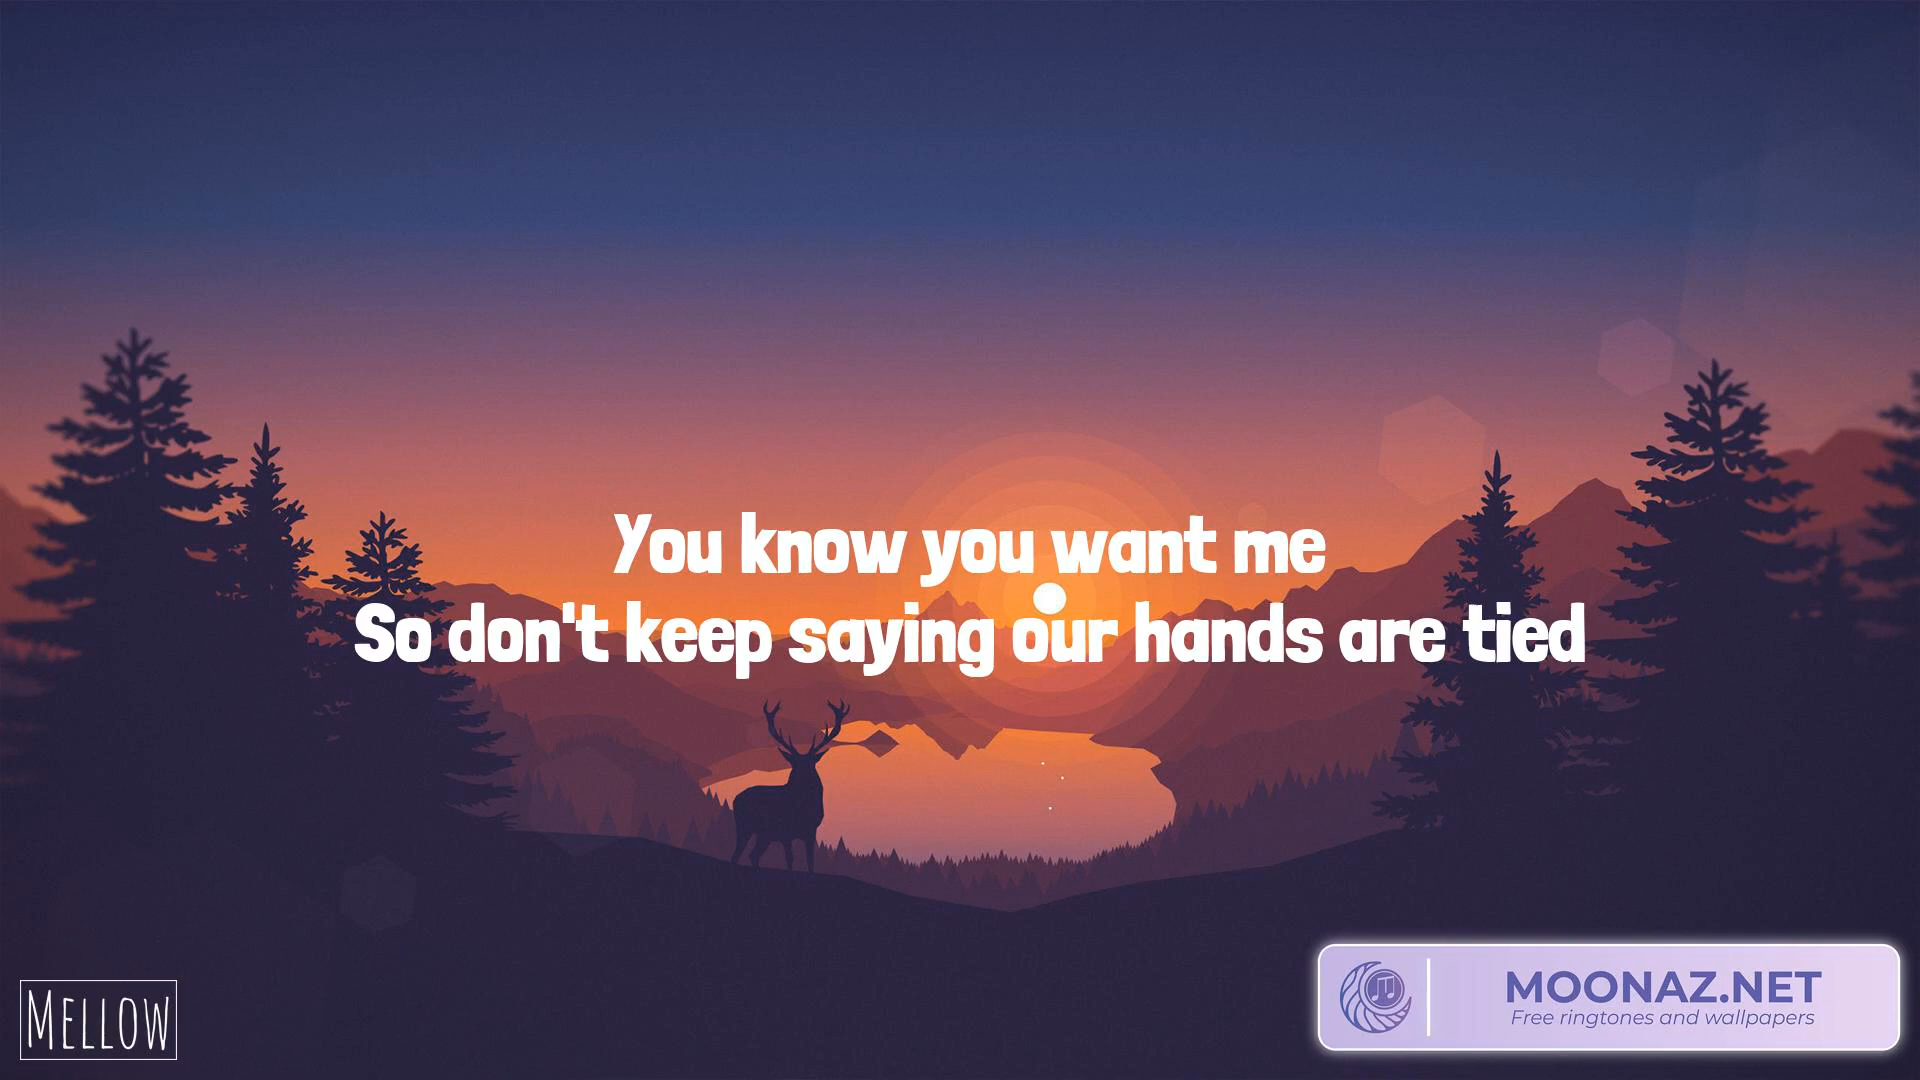 You know you want me
So don't keep saying our hands are tied
MELLOW
MOONAZ.NET
Free ringtones and wallpapers